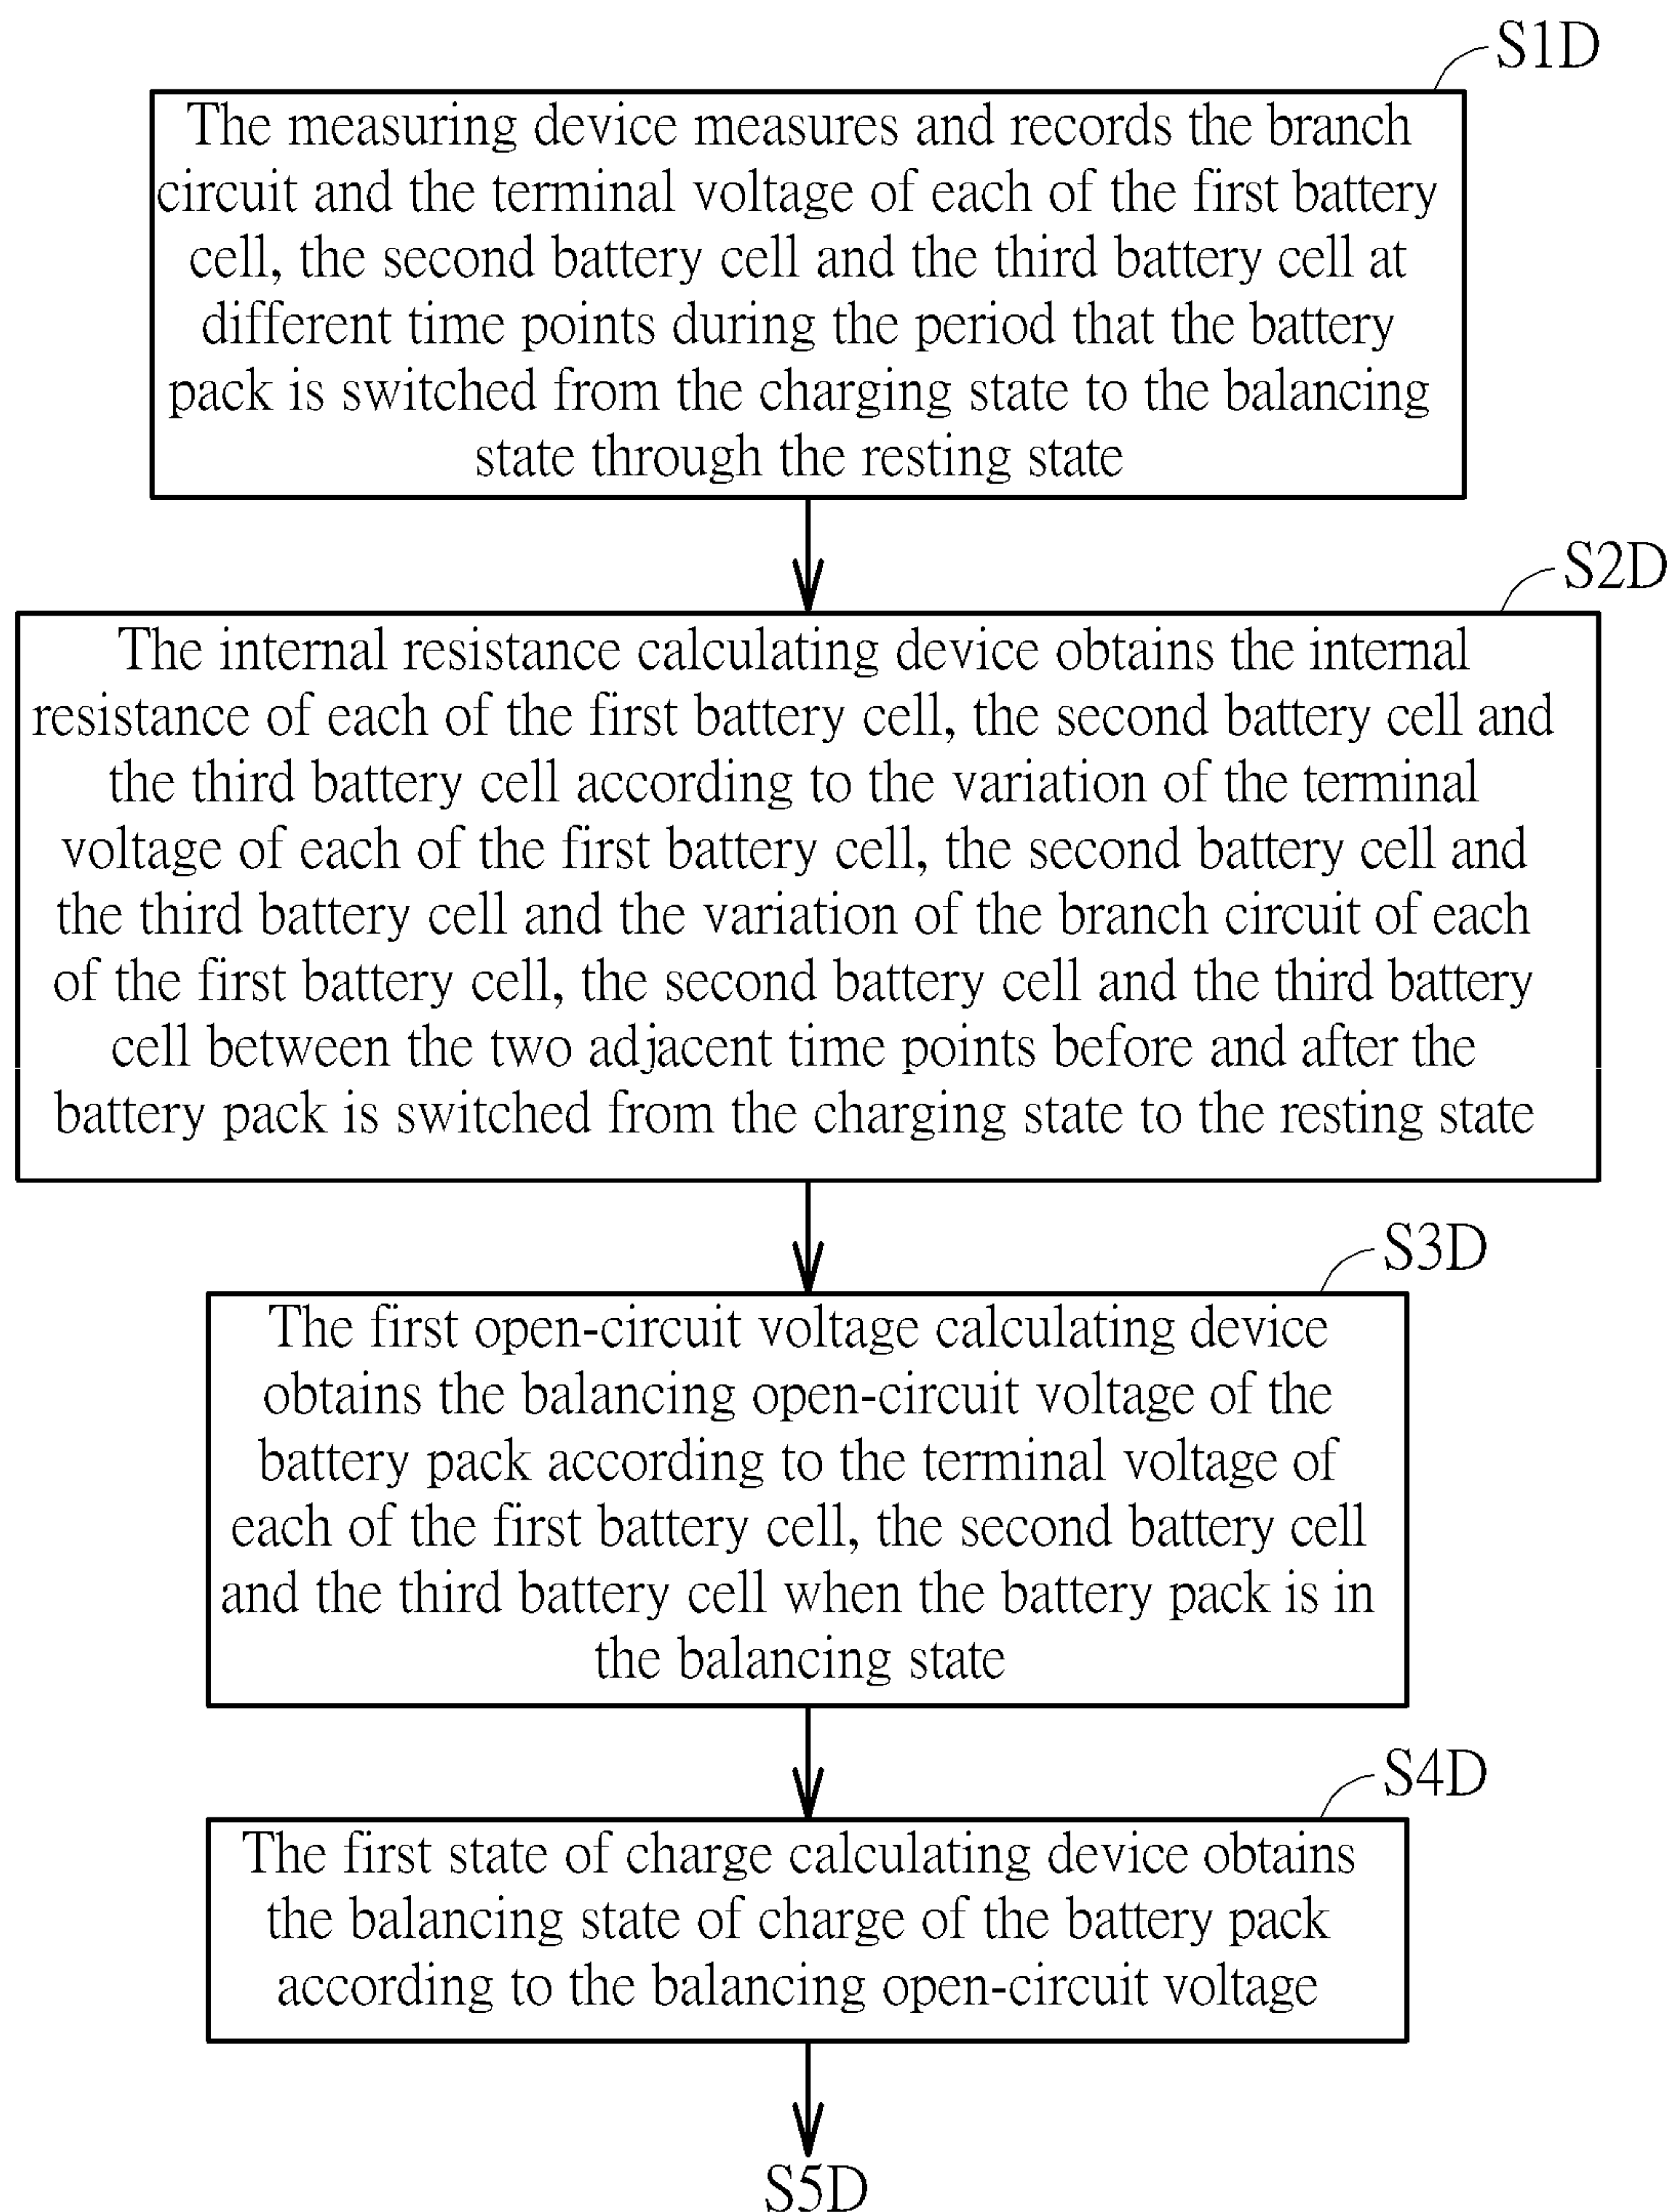 S1D
The measuring device measures and records the branch
circuit and the terminal voltage of each of the first battery
cell, the second battery cell and the third battery cell at
different time points during the period that the battery
pack is switched from the charging state to the balancing
state through the resting state
S2D
The internal resistance calculating device obtains the internal
resistance of each of the first battery cell, the second battery cell and
the third battery cell according to the variation of the terminal
voltage of each of the first battery cell, the second battery cell and
the third battery cell and the variation of the branch circuit of each
of the first battery cell, the second battery cell and the third battery
cell between the two adjacent time points before and after the
battery pack is switched from the charging state to the resting state
S3D
The first open-circuit voltage calculating device
obtains the balancing open-circuit voltage of the
battery pack according to the terminal voltage of
each of the first battery cell, the second battery cell
and the third battery cell when the battery pack is in
the balancing state
S4D
The first state of charge calculating device obtains
the balancing state of charge of the battery pack
according to the balancing open-circuit voltage
S5D